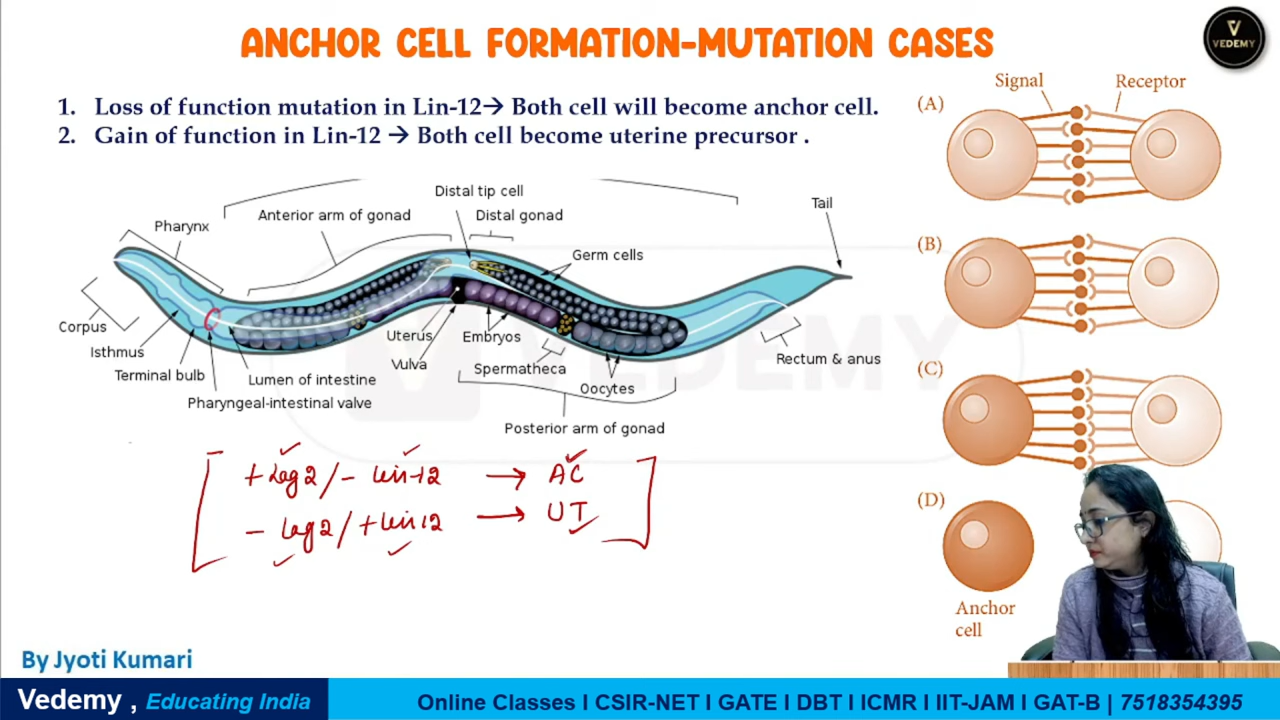 ANCHOR CELL FORMATION-MUTATION CASES
V
VEDEMY
1. Loss of function mutation in Lin-12→ Both cell will become anchor cell.
2. Gain of function in Lin-12 → Both cell become uterine precursor .
Signal
Receptor
(A)
(B)
(C)
(D)
Anchor
cell
Distal tip cell
Tail
Anterior arm of gonad
Distal gonad
Pharynx
Germ cells
Corpus
Isthmus
Terminal bulb
Pharyngeal-intestinal valve
Lumen of intestine
Uterus
Vulva
Embryos
Spermatheca
Oocytes
Rectum & anus
Posterior arm of gonad
VEDEMY
+ Lag2 / - lin-12 → AC
- lag2 / + lin12 → UT
By Jyoti Kumari
Vedemy , Educating India
Online Classes I CSIR-NET I GATE I DBT I ICMR I IIT-JAM I GAT-B | 7518354395